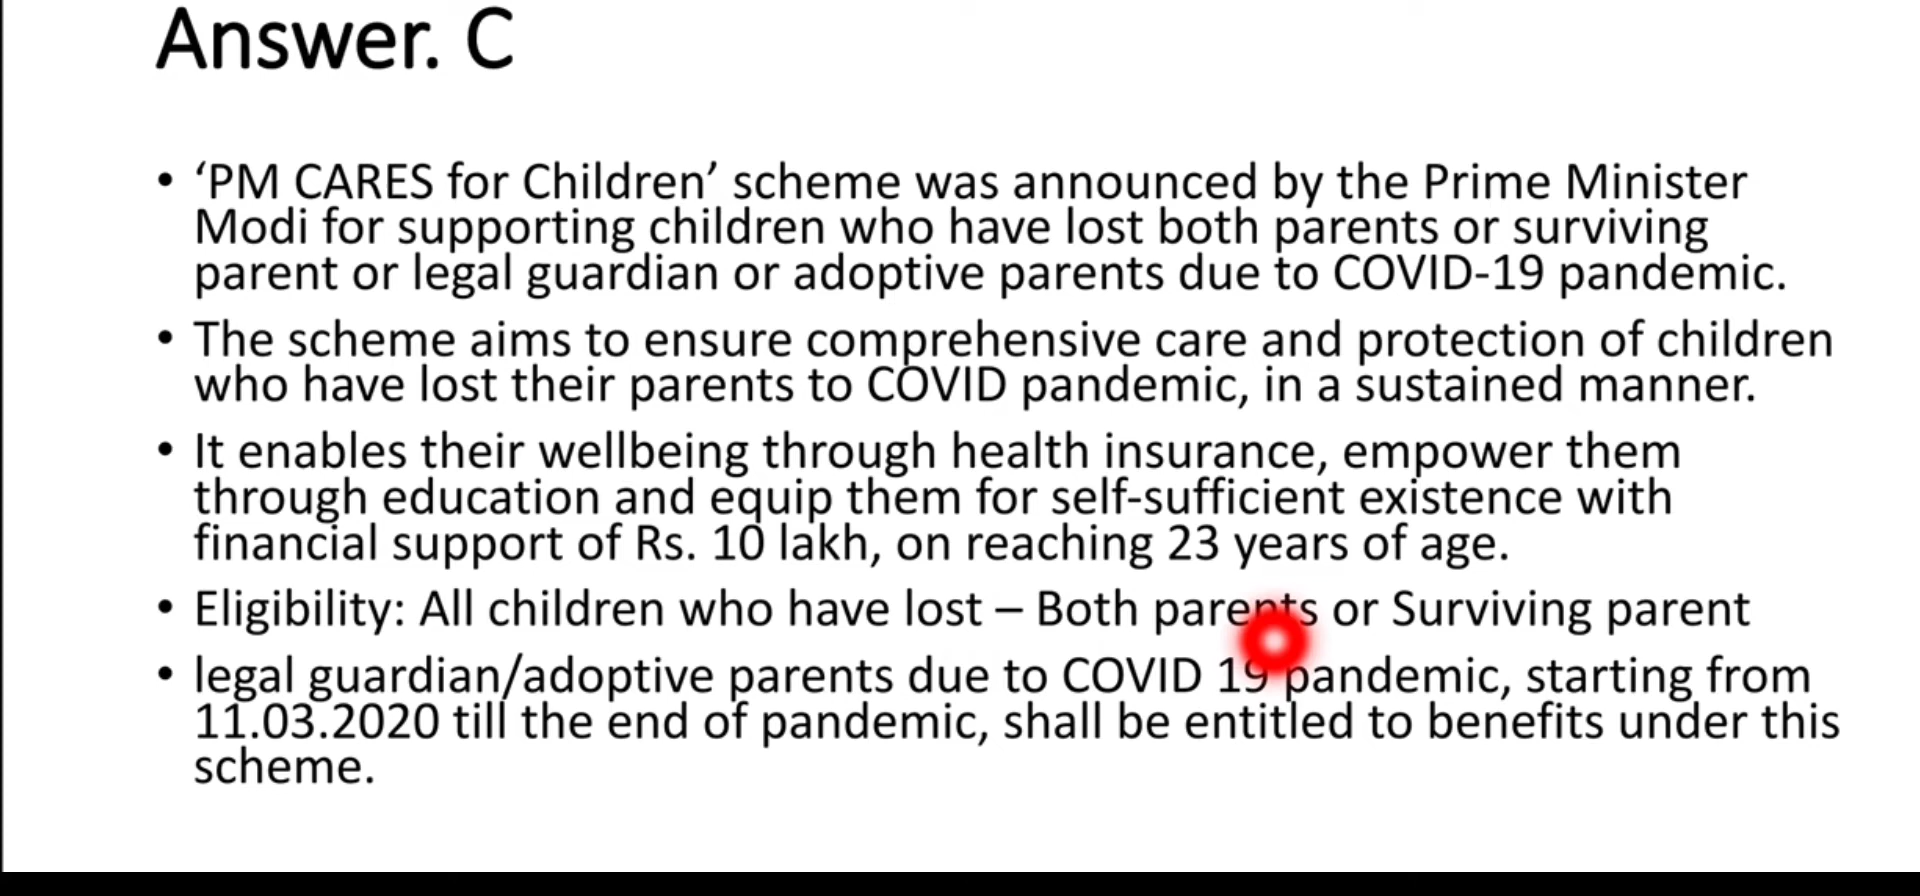 Answer. C
• ‘PM CARES for Children’ scheme was announced by the Prime Minister
Modi for supporting children who have lost both parents or surviving
parent or legal guardian or adoptive parents due to COVID-19 pandemic.
• The scheme aims to ensure comprehensive care and protection of children
who have lost their parents to COVID pandemic, in a sustained manner.
• It enables their wellbeing through health insurance, empower them
through education and equip them for self-sufficient existence with
financial support of Rs. 10 lakh, on reaching 23 years of age.
• Eligibility: All children who have lost – Both parents or Surviving parent
• legal guardian/adoptive parents due to COVID 19 pandemic, starting from
11.03.2020 till the end of pandemic, shall be entitled to benefits under this
scheme.